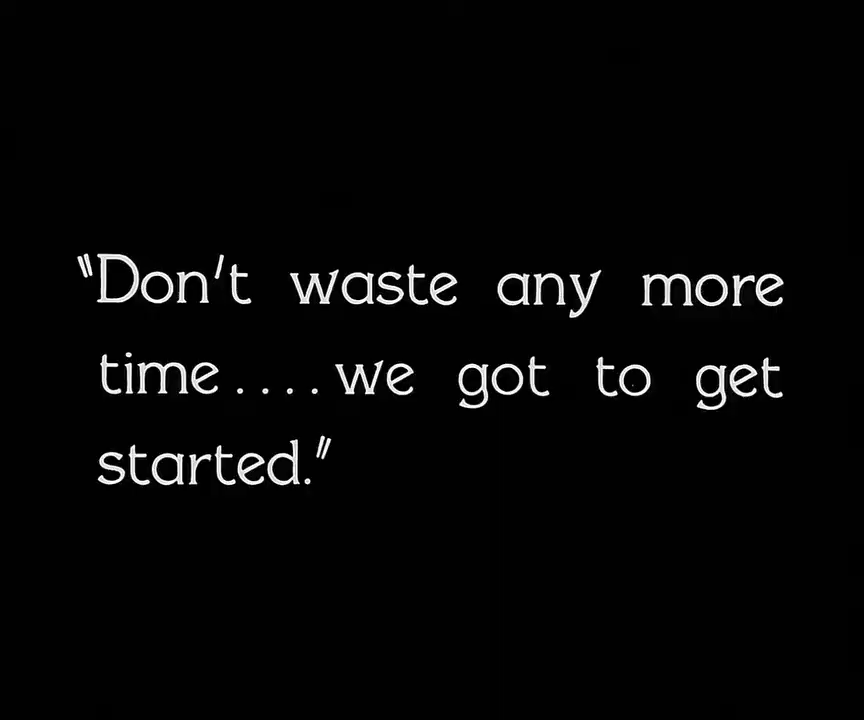 "Don't waste any more
time....we got to get
started."